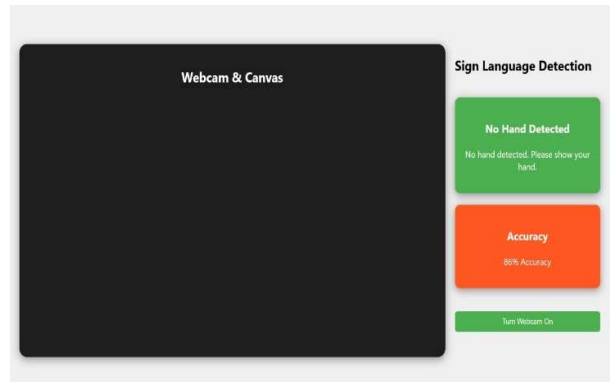 Webcam & Canvas
Sign Language Detection
No Hand Detected
No hand detected. Please show your
hand.
Accuracy
86% Accuracy
Turn Webcam On